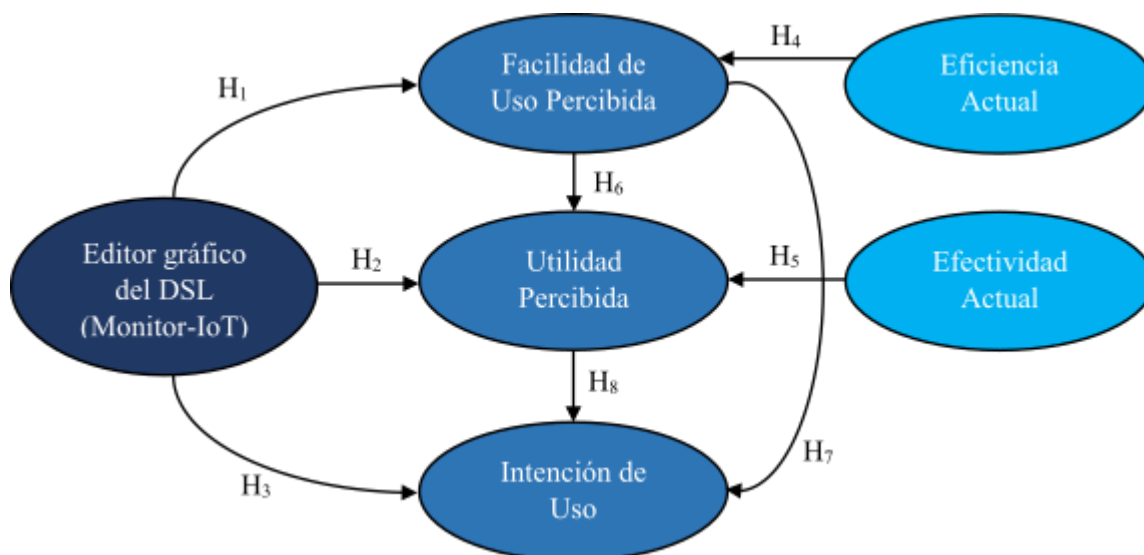 Facilidad de
Uso Percibida
H₄
Eficiencia
Actual
H₁
H₆
Editor gráfico
del DSL
(Monitor-IoT)
H₂
Utilidad
Percibida
H₅
Efectividad
Actual
H₈
H₃
Intención de
Uso
H₇